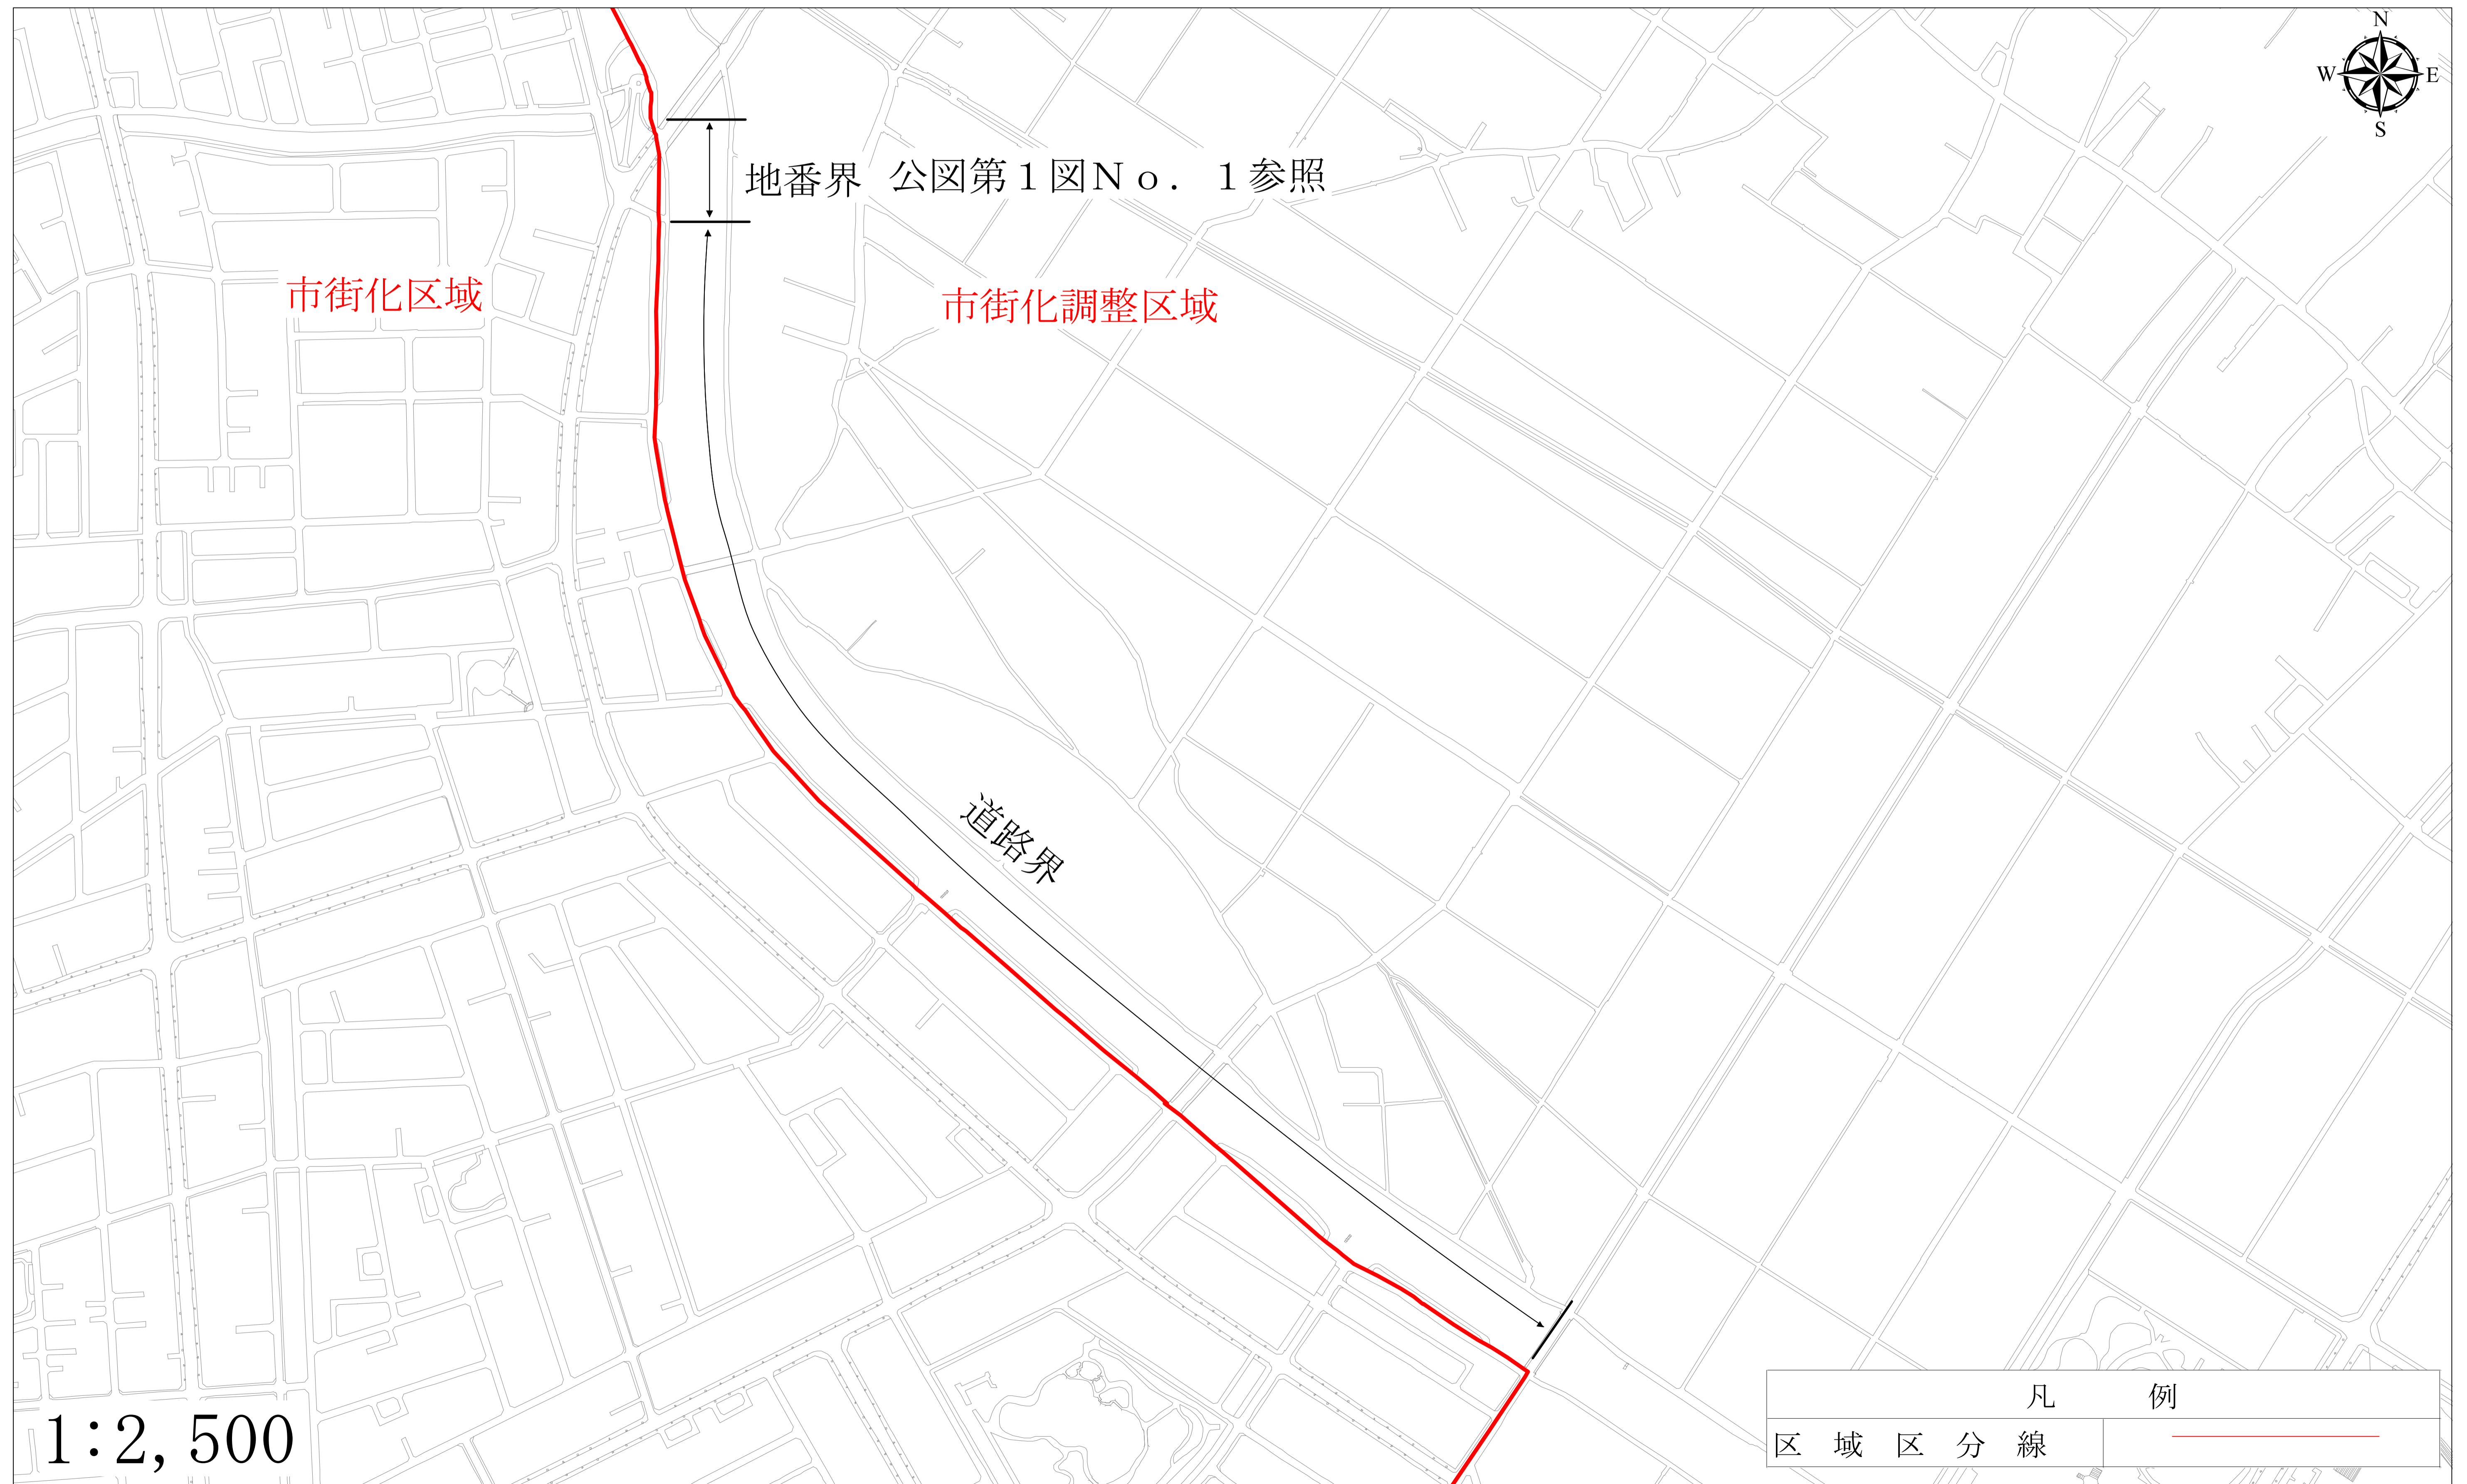 N
W E
S
地番界 公図第1図No. 1参照
市街化区域
市街化調整区域
道路界
凡 例
区 域 区 分 線
1:2,500